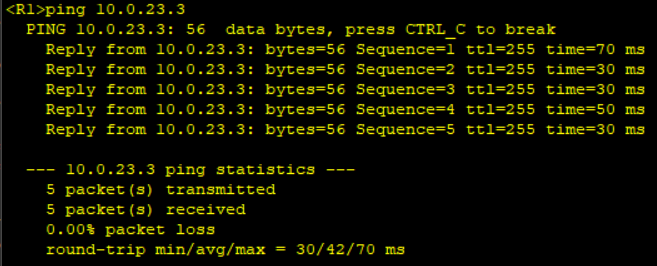 <R1>ping 10.0.23.3
PING 10.0.23.3: 56  data bytes, press CTRL_C to break
Reply from 10.0.23.3: bytes=56 Sequence=1 ttl=255 time=70 ms
Reply from 10.0.23.3: bytes=56 Sequence=2 ttl=255 time=30 ms
Reply from 10.0.23.3: bytes=56 Sequence=3 ttl=255 time=30 ms
Reply from 10.0.23.3: bytes=56 Sequence=4 ttl=255 time=50 ms
Reply from 10.0.23.3: bytes=56 Sequence=5 ttl=255 time=30 ms
--- 10.0.23.3 ping statistics ---
5 packet(s) transmitted
5 packet(s) received
0.00% packet loss
round-trip min/avg/max = 30/42/70 ms